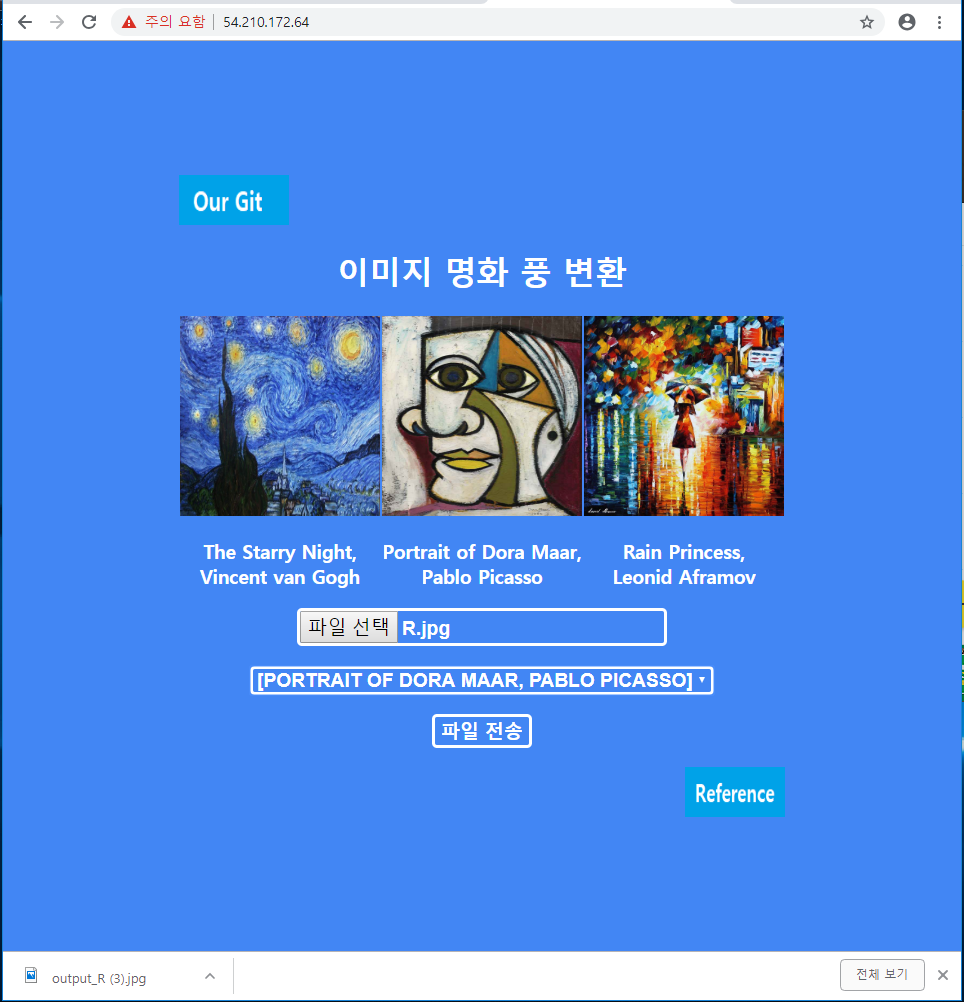 주의 요함 | 54.210.172.64
Our Git
이미지 명화 풍 변환
The Starry Night,
Vincent van Gogh
Portrait of Dora Maar,
Pablo Picasso
Rain Princess,
Leonid Aframov
파일 선택 R.jpg
[PORTRAIT OF DORA MAAR, PABLO PICASSO]
파일 전송
Reference
output_R (3).jpg
전체 보기